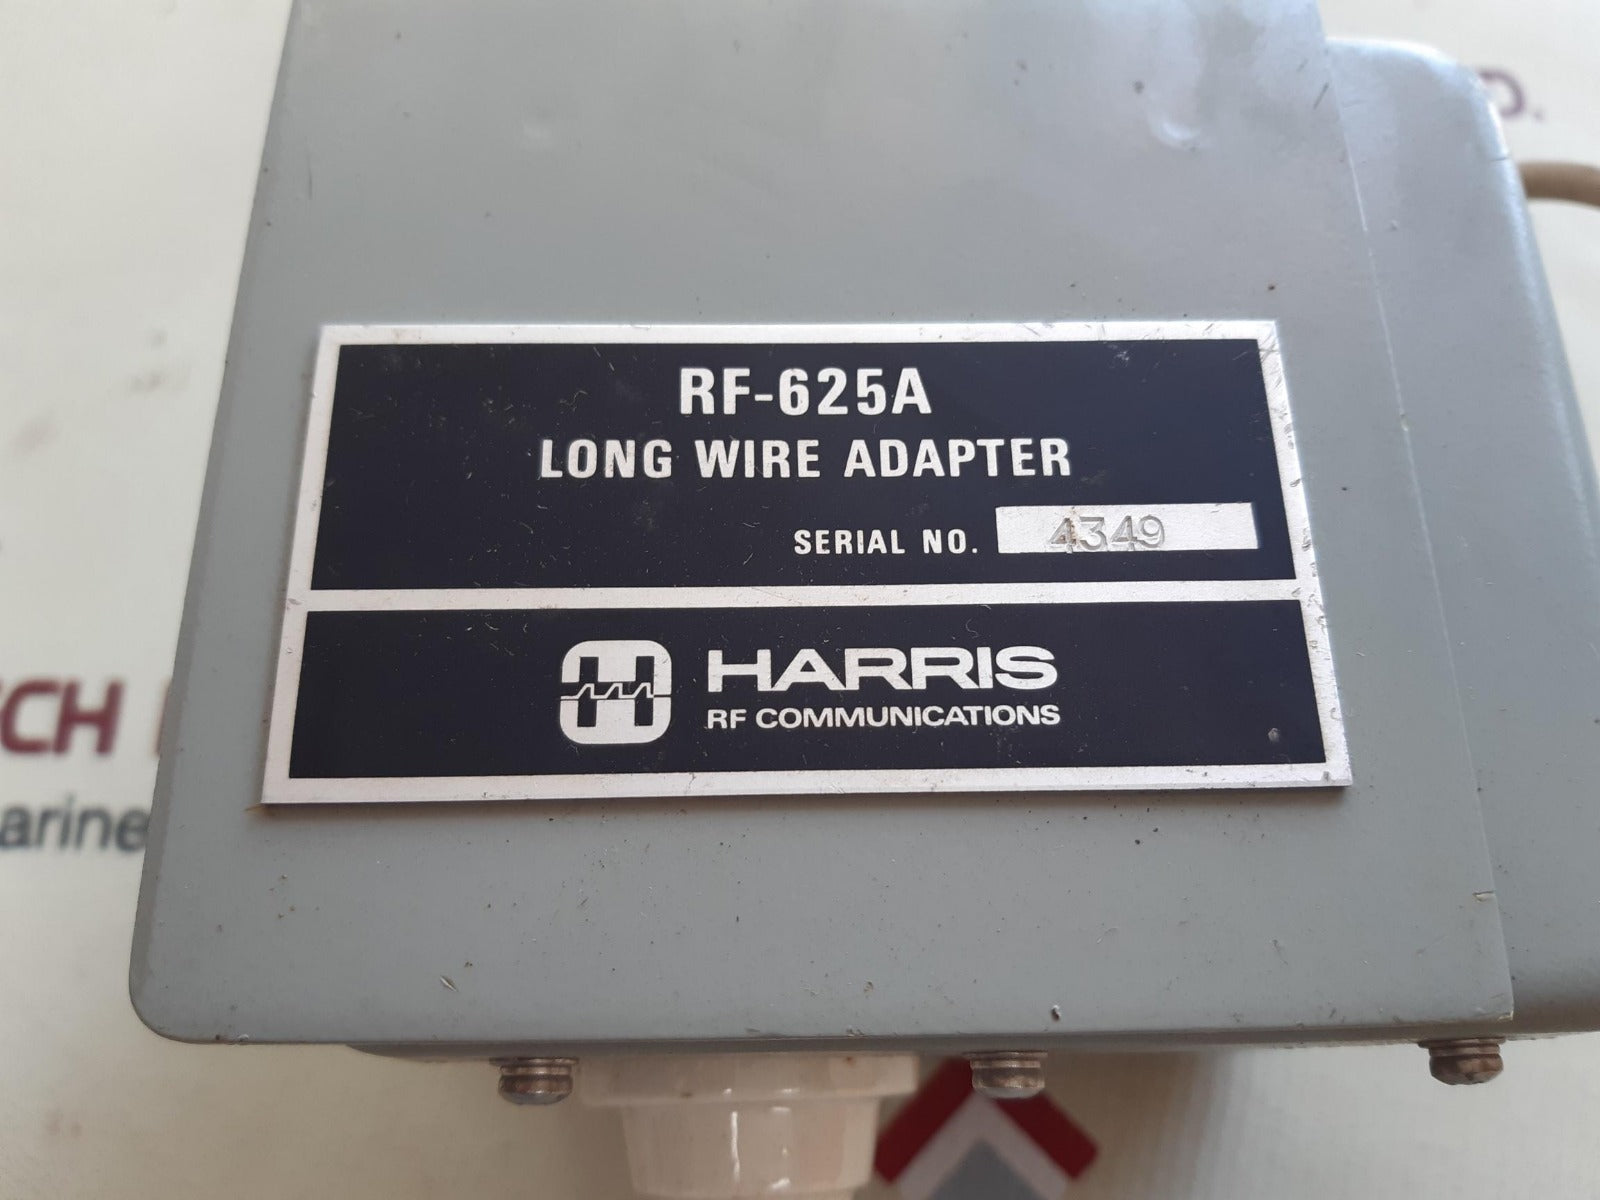 RF-625A
LONG WIRE ADAPTER
SERIAL NO. 4349
HARRIS
RF COMMUNICATIONS